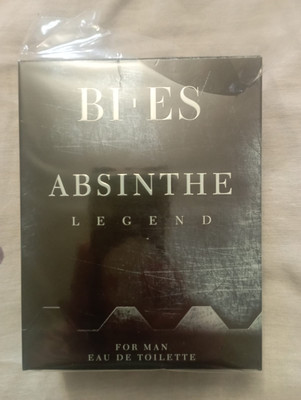 BI·ES
ABSINTHE
LEGEND
FOR MAN
EAU DE TOILETTE